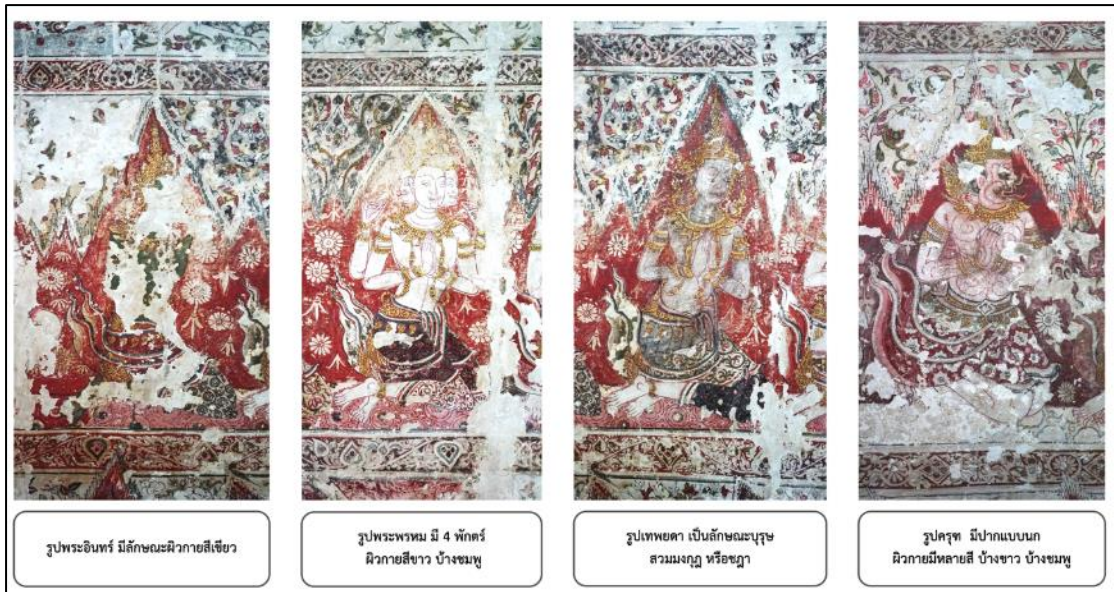 รูปพระอินทร์ มีลักษณะผิวกายสีเขียว
รูปพระพรหม มี 4 พักตร์
ผิวกายสีขาว บ้างชมพู
รูปเทพยดา เป็นลักษณะบุรุษ
สวมมงกุฎ หรือชฎา
รูปครุฑ มีปากแบบนก
ผิวกายมีหลายสี บ้างขาว บ้างชมพู